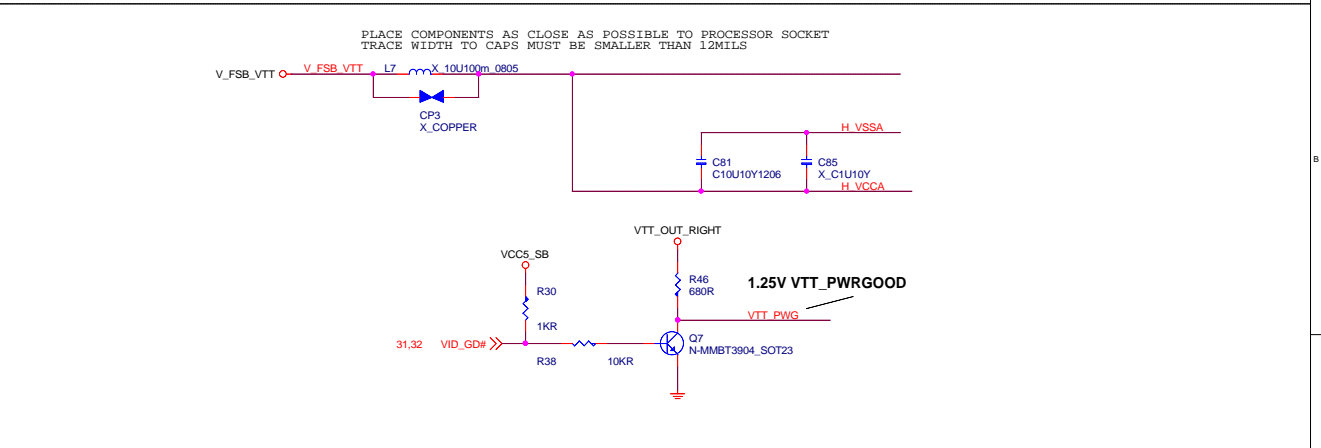 PLACE COMPONENTS AS CLOSE AS POSSIBLE TO PROCESSOR SOCKET
TRACE WIDTH TO CAPS MUST BE SMALLER THAN 12MILS
V_FSB_VTT V_FSB_VTT L7 X_10U100m_0805
CP3
X_COPPER
H_VSSA
C81 C85
C10U10Y1206 X_C1U10Y
H_VCCA
B
VTT_OUT_RIGHT
VCC5_SB
R46
680R
1.25V VTT_PWRGOOD
R30
VTT_PWG
1KR
Q7
31,32 VID_GD#
N-MMBT3904_SOT23
R38 10KR